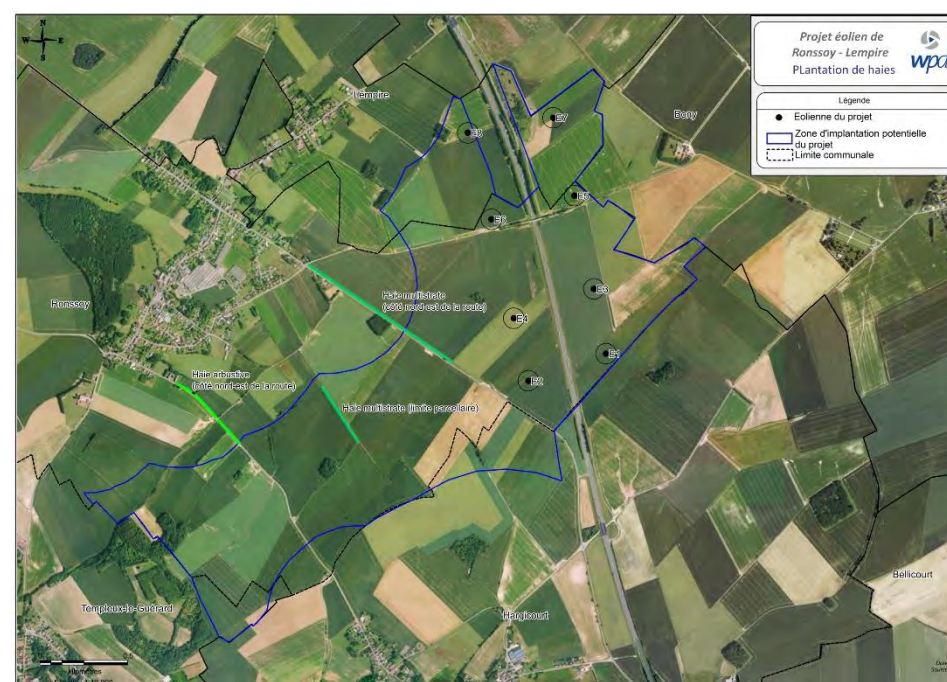 Projet éolien de
Ronssoy - Lempire
PLantation de haies
wpd
Légende
Eolienne du projet
Zone d'implantation potentielle
du projet
Limite communale
N
W
E
S
Lempire
Bony
E8
E7
E5
E6
Ronssoy
E3
Haie multistrate
(côté nord-est de la route)
E4
E1
Haie arbustive
(côté nord-est de la route)
E2
Haie multistrate (limite parcellaire)
Bellicourt
Templeux-le-Guérard
Hargicourt
kilomètres